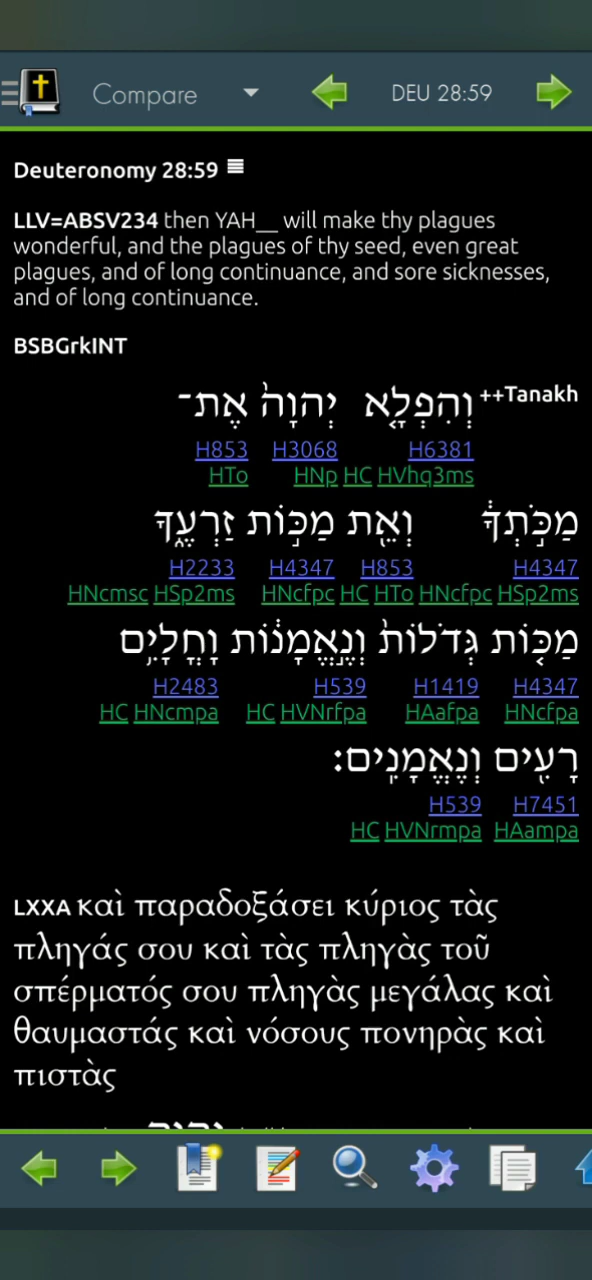 Compare
DEU 28:59
Deuteronomy 28:59
LLV=ABSV234 then YAH__ will make thy plagues
wonderful, and the plagues of thy seed, even great
plagues, and of long continuance, and sore sicknesses,
and of long continuance.
BSBGrkINT
++Tanakh וְהִפְלָ֤א יְהוָה֙ אֶת־
H853 H3068 H6381
HTo HNp HC HVhq3ms
מַכֹּ֣תְךָ֔ וְאֵ֖ת מַכּ֣וֹת זַרְעֶ֑ךָ
H2233 H4347 H853 H4347
HNcmsc HSp2ms HNcfpc HC HTo HNcfpc HSp2ms
מַכּ֤וֹת גְּדֹלוֹת֙ וְנֶ֣אֱמָנ֔וֹת וָחֳלָיִ֥ם
H2483 H539 H1419 H4347
HC HNcmpa HC HVNrfpa HAafpa HNcfpa
רָעִ֖ים וְנֶאֱמָנִֽים׃
H539 H7451
HC HVNrmpa HAampa
LXXA καὶ παραδοξάσει κύριος τὰς
πληγάς σου καὶ τὰς πληγὰς τοῦ
σπέρματός σου πληγὰς μεγάλας καὶ
θαυμαστάς καὶ νόσους πονηρὰς καὶ
πιστὰς